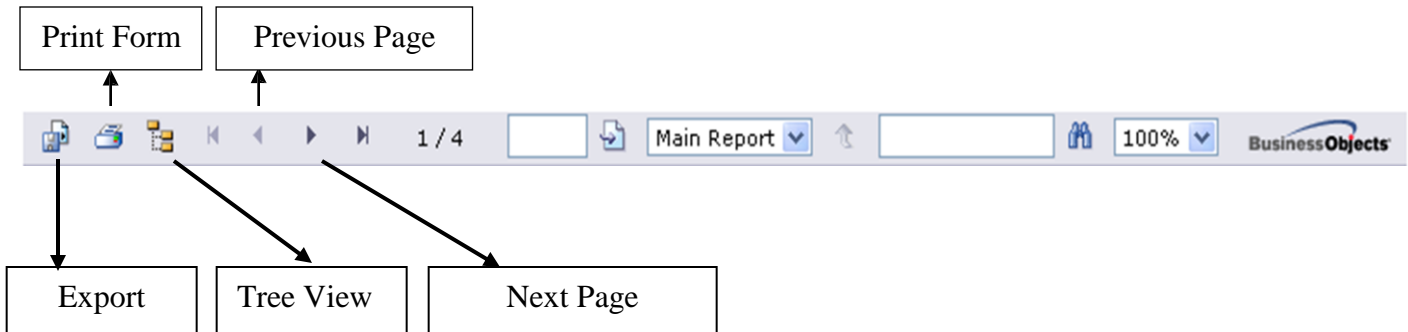 Print Form
Previous Page
1 / 4
Main Report
100%
BusinessObjects
Export
Tree View
Next Page